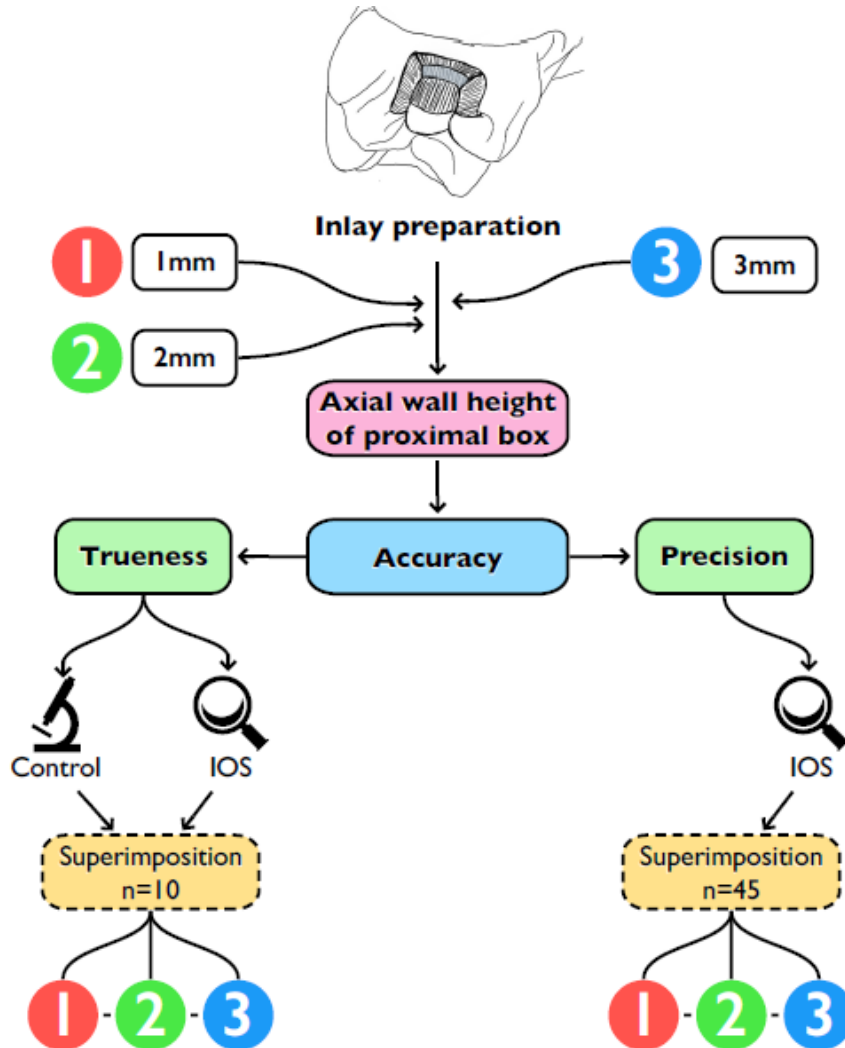 Inlay preparation
1 1mm
3 3mm
2 2mm
Axial wall height
of proximal box
Trueness
Accuracy
Precision
Control
IOS
IOS
Superimposition
n=10
Superimposition
n=45
1 - 2 - 3
1 - 2 - 3